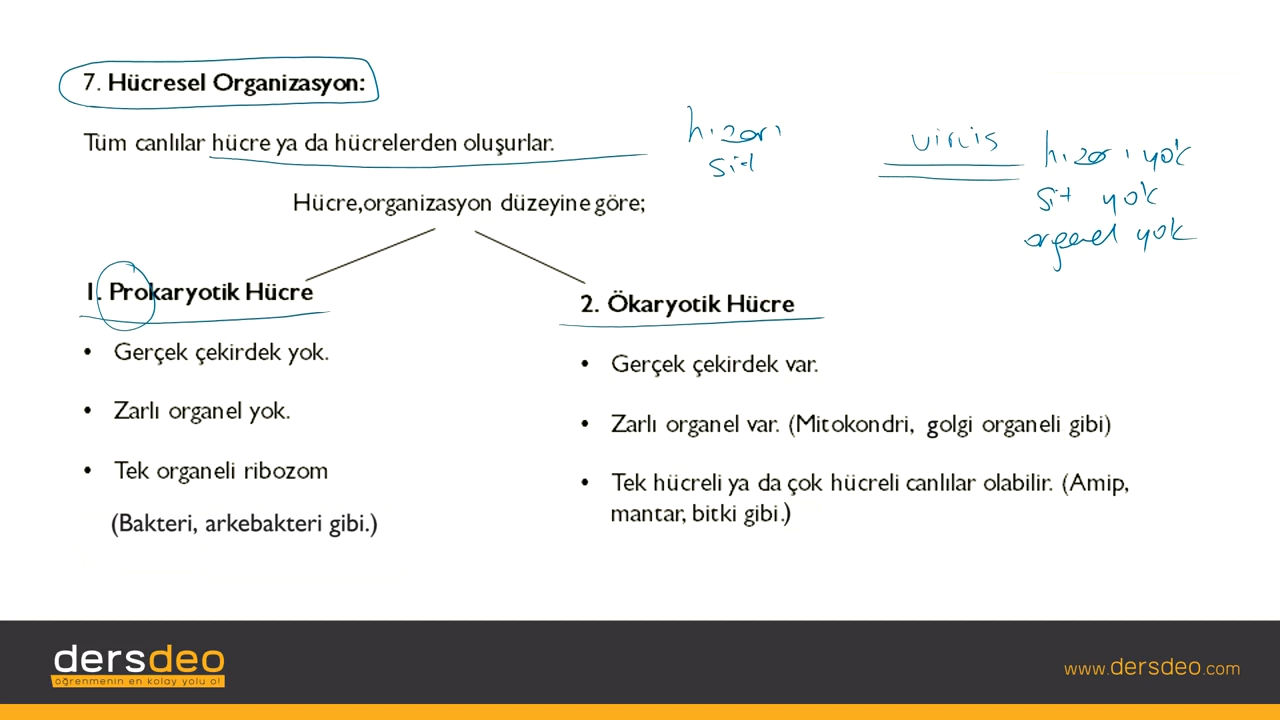 7. Hücresel Organizasyon:
Tüm canlılar hücre ya da hücrelerden oluşurlar.
h.zarı
sit
virüs
h.zarı yok
sit yok
organel yok
Hücre,organizasyon düzeyine göre;
1. Prokaryotik Hücre
• Gerçek çekirdek yok.
• Zarlı organel yok.
• Tek organeli ribozom
(Bakteri, arkebakteri gibi.)
2. Ökaryotik Hücre
• Gerçek çekirdek var.
• Zarlı organel var. (Mitokondri, golgi organeli gibi)
• Tek hücreli ya da çok hücreli canlılar olabilir. (Amip,
mantar, bitki gibi.)
dersdeo
öğrenmenin en kolay yolu o!
www.dersdeo.com